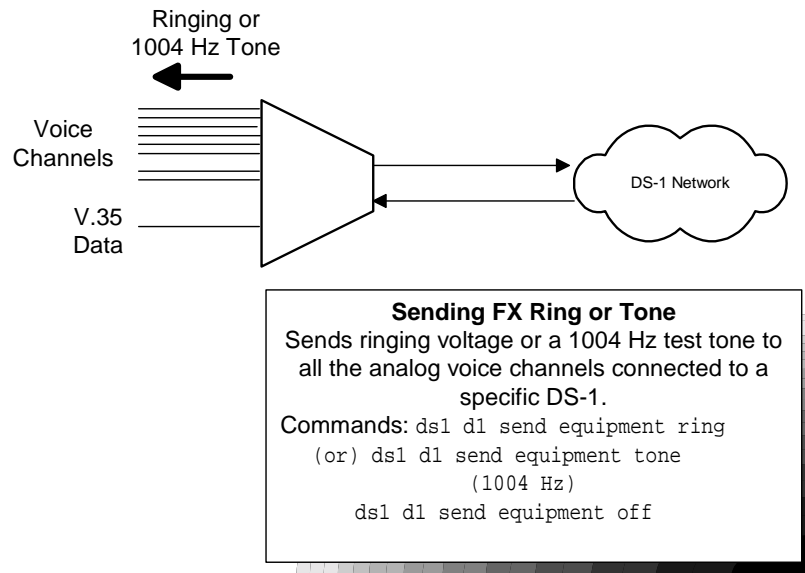 Ringing or
1004 Hz Tone
Voice
Channels
V.35
Data
DS-1 Network
Sending FX Ring or Tone
Sends ringing voltage or a 1004 Hz test tone to
all the analog voice channels connected to a
specific DS-1.
Commands: ds1 d1 send equipment ring
(or) ds1 d1 send equipment tone
(1004 Hz)
ds1 d1 send equipment off